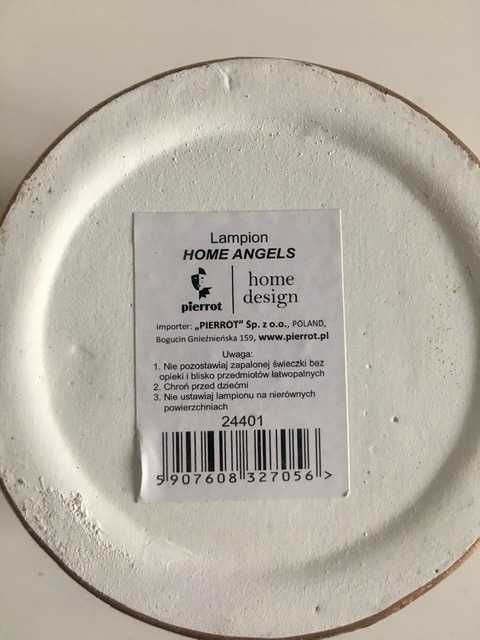 Lampion
HOME ANGELS
pierrot
home
design
importer: „PIERROT” Sp. z o.o., POLAND,
Bogucin Gnieźnieńska 159, www.pierrot.pl
Uwaga:
1. Nie pozostawiaj zapalonej świeczki bez
opieki i blisko przedmiotów łatwopalnych
2. Chroń przed dziećmi
3. Nie ustawiaj lampionu na nierównych
powierzchniach
24401
5 907608 327056 >